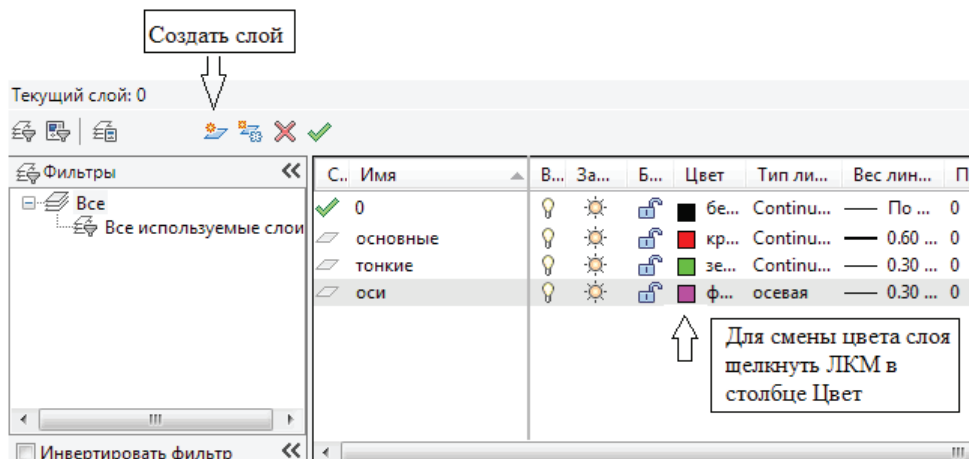 Создать слой
Текущий слой: 0
Фильтры
Все
Все используемые слои
С.. Имя В... За... Б... Цвет Тип ли... Вес лин... П
0 бе... Continu... По ... 0
основные кр... Continu... 0.60 ... 0
тонкие зе... Continu... 0.30 ... 0
оси ф... осевая 0.30 ... 0
Для смены цвета слоя
щелкнуть ЛКМ в
столбце Цвет
Инвертировать фильтр